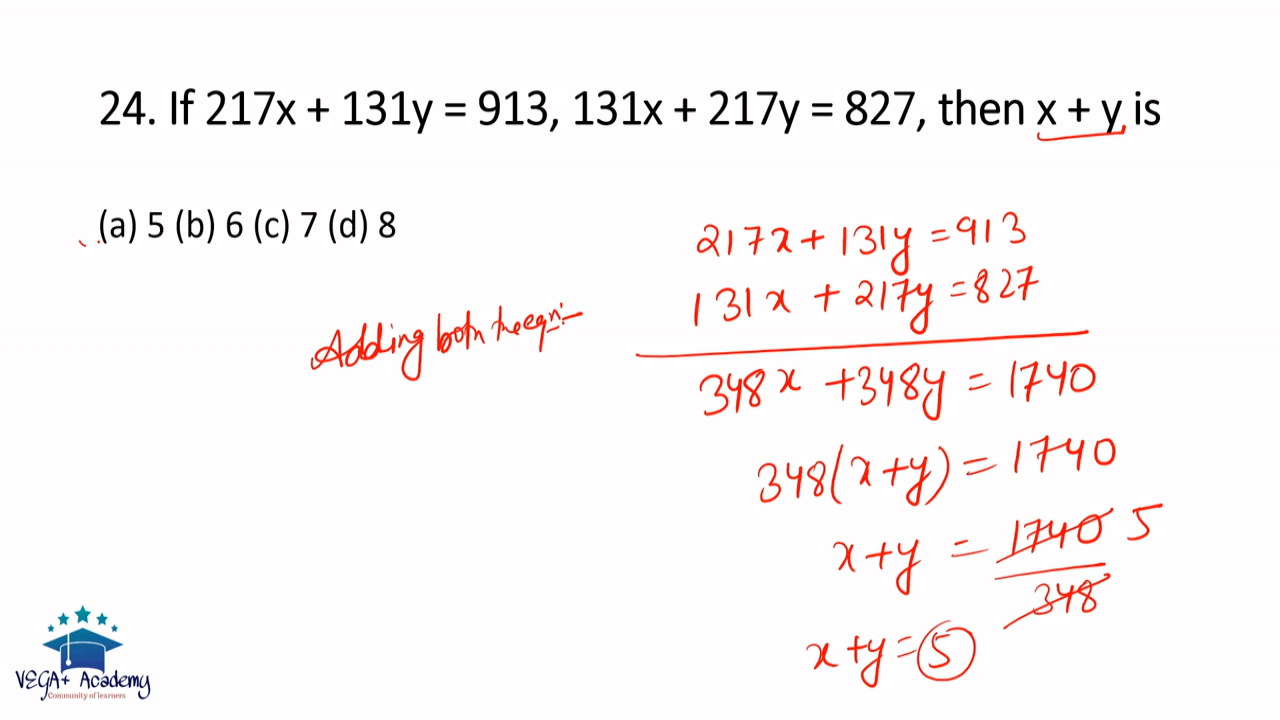 24. If 217x + 131y = 913, 131x + 217y = 827, then x + y is
(a) 5 (b) 6 (c) 7 (d) 8
217x + 131y = 913
131x + 217y = 827
Adding both the eqn:-
348x + 348y = 1740
348(x+y) = 1740
x+y = 1740 5
348
x+y = 5
VEGA+ Academy
Community of learners